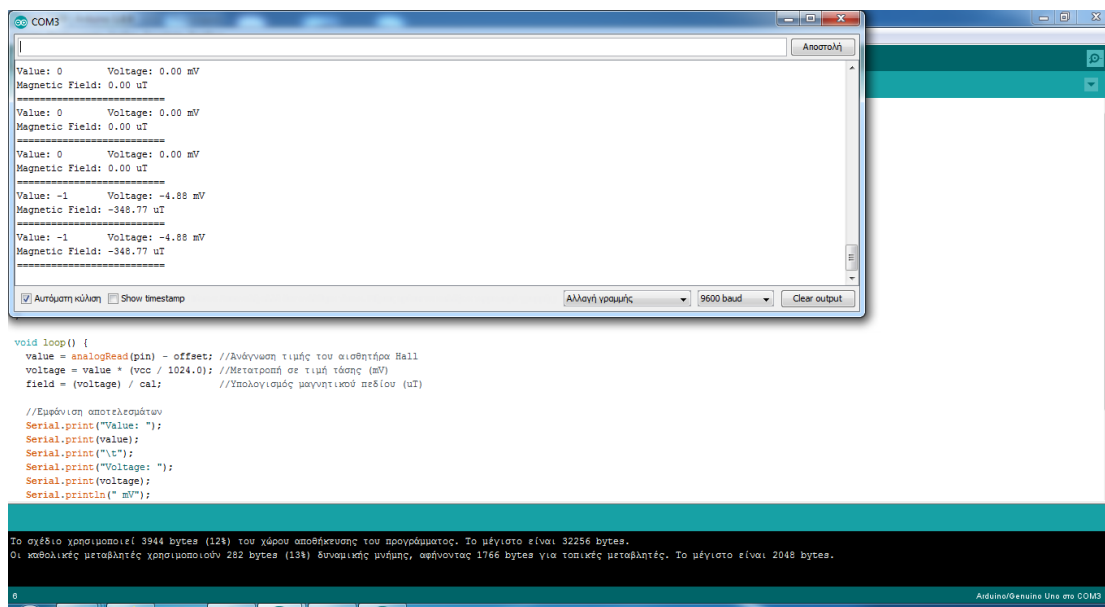 COM3
Αποστολή
Value: 0 Voltage: 0.00 mV
Magnetic Field: 0.00 uT
==========================
Value: 0 Voltage: 0.00 mV
Magnetic Field: 0.00 uT
==========================
Value: 0 Voltage: 0.00 mV
Magnetic Field: 0.00 uT
==========================
Value: -1 Voltage: -4.88 mV
Magnetic Field: -348.77 uT
==========================
Value: -1 Voltage: -4.88 mV
Magnetic Field: -348.77 uT
==========================
Αυτόματη κύλιση Show timestamp Αλλαγή γραμμής 9600 baud Clear output
void loop() {
value = analogRead(pin) - offset; //Ανάγνωση τιμής του αισθητήρα Hall
voltage = value * (vcc / 1024.0); //Μετατροπή σε τιμή τάσης (mV)
field = (voltage) / cal; //Υπολογισμός μαγνητικού πεδίου (uT)
//Εμφάνιση αποτελεσμάτων
Serial.print("Value: ");
Serial.print(value);
Serial.print("\t");
Serial.print("Voltage: ");
Serial.print(voltage);
Serial.println(" mV");
Το σχέδιο χρησιμοποιεί 3944 bytes (12%) του χώρου αποθήκευσης του προγράμματος. Το μέγιστο είναι 32256 bytes.
Οι καθολικές μεταβλητές χρησιμοποιούν 282 bytes (13%) δυναμικής μνήμης, αφήνοντας 1766 bytes για τοπικές μεταβλητές. Το μέγιστο είναι 2048 bytes.
6 Arduino/Genuino Uno στο COM3